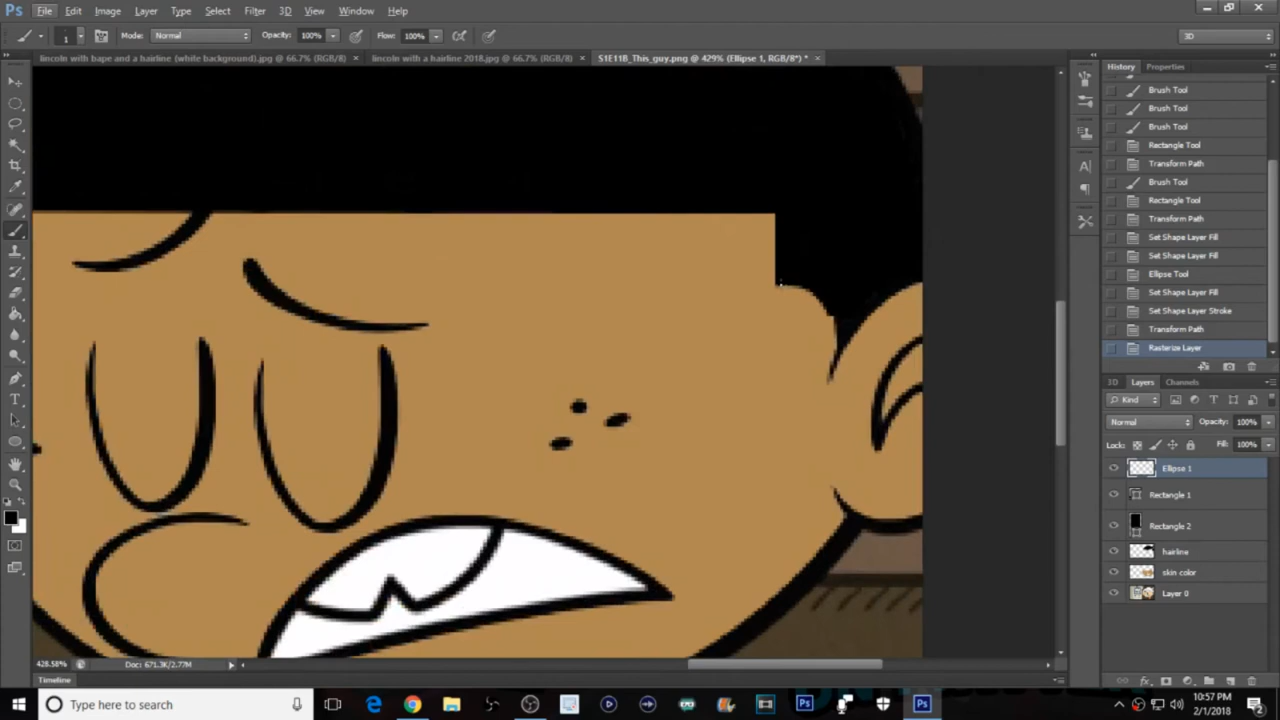 Ps File Edit Image Layer Type Select Filter 3D View Window Help
1 Mode: Normal Opacity: 100% Flow: 100% 3D
lincoln with bape and a hairline (white background).jpg @ 66.7% (RGB/8) × lincoln with a hairline 2018.jpg @ 66.7% (RGB/8) × S1E11B_This_guy.png @ 429% (Ellipse 1, RGB/8*) * ×
History Properties
Brush Tool
Brush Tool
Brush Tool
Rectangle Tool
Transform Path
Brush Tool
Rectangle Tool
Transform Path
Set Shape Layer Fill
Set Shape Layer Fill
Ellipse Tool
Set Shape Layer Fill
Set Shape Layer Stroke
Transform Path
Rasterize Layer
3D Layers Channels
Kind
Normal Opacity: 100%
Lock: Fill: 100%
Ellipse 1
Rectangle 1
Rectangle 2
hairline
skin color
Layer 0
428.58% Doc: 671.3K/2.77M
Timeline
Type here to search
10:57 PM
2/1/2018
2